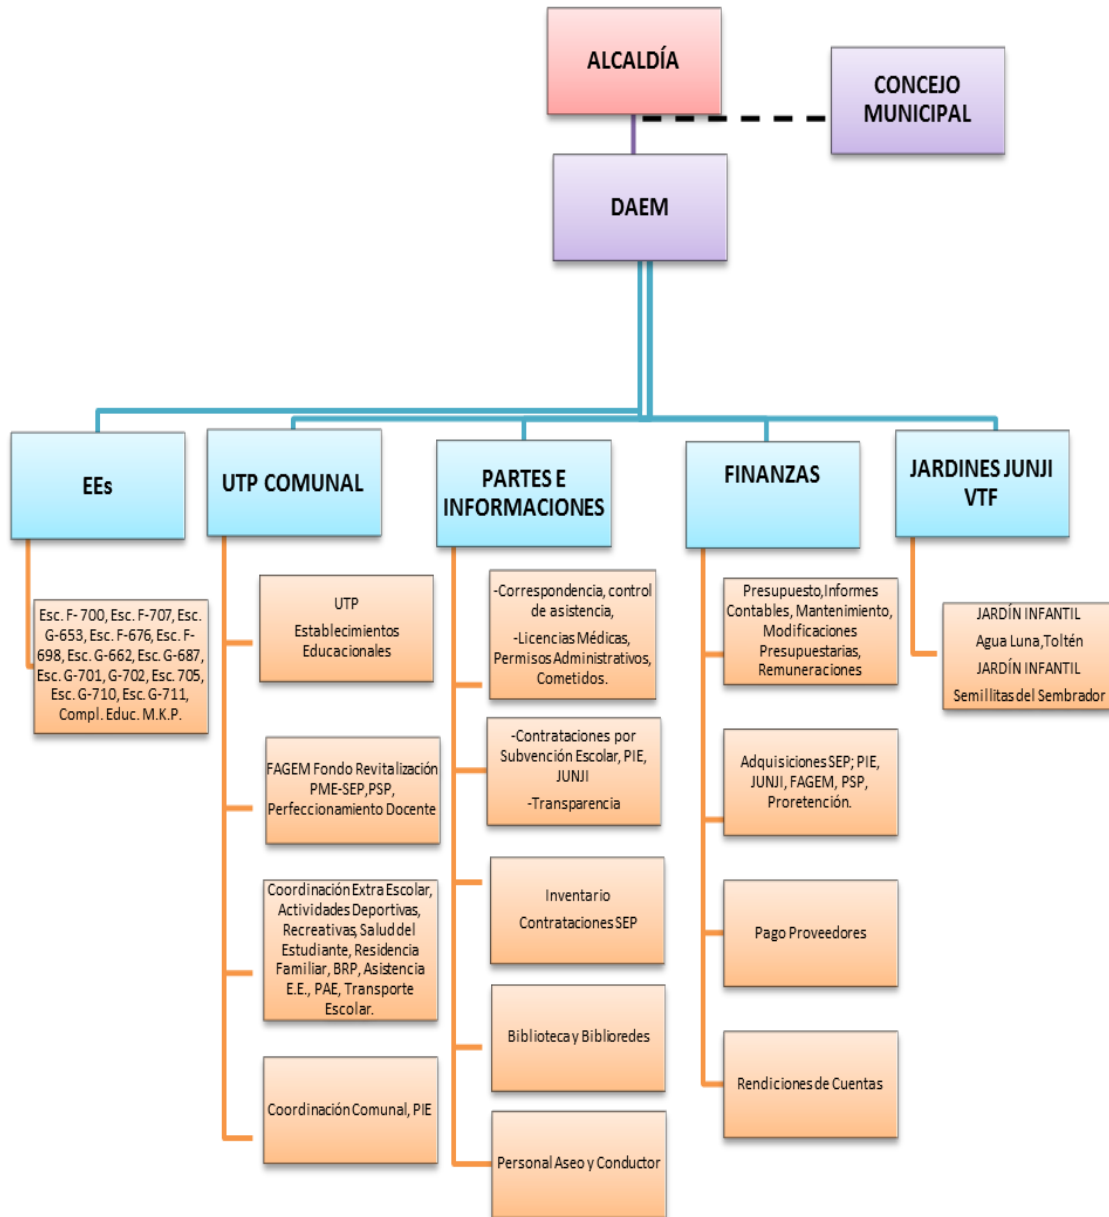 ALCALDÍA
CONCEJO
MUNICIPAL
DAEM
EEs
UTP COMUNAL
PARTES E
INFORMACIONES
FINANZAS
JARDINES JUNJI
VTF
Esc. F- 700, Esc. F-707, Esc.
G-653, Esc. F-676, Esc. F-
698, Esc. G-662, Esc. G-687,
Esc. G-701, G-702, Esc. 705,
Esc. G-710, Esc. G-711,
Compl. Educ. M.K.P.
UTP
Establecimientos
Educacionales
FAGEM Fondo Revitalización
PME-SEP,PSP,
Perfeccionamiento Docente
Coordinación Extra Escolar,
Actividades Deportivas,
Recreativas, Salud del
Estudiante, Residencia
Familiar, BRP, Asistencia
E.E., PAE, Transporte
Escolar.
Coordinación Comunal, PIE
-Correspondencia, control
de asistencia,
-Licencias Médicas,
Permisos Administrativos,
Cometidos.
-Contrataciones por
Subvención Escolar, PIE,
JUNJI
-Transparencia
Inventario
Contrataciones SEP
Biblioteca y Biblioredes
Personal Aseo y Conductor
Presupuesto,Informes
Contables, Mantenimiento,
Modificaciones
Presupuestarias,
Remuneraciones
Adquisiciones SEP; PIE,
JUNJI, FAGEM, PSP,
Proretención.
Pago Proveedores
Rendiciones de Cuentas
JARDÍN INFANTIL
Agua Luna,Toltén
JARDÍN INFANTIL
Semillitas del Sembrador